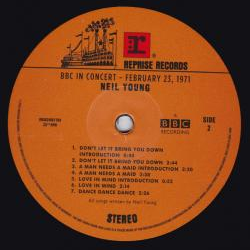 r
REPRISE RECORDS
BBC IN CONCERT - FEBRUARY 23, 1971
NEIL YOUNG
SIDE
2
A
BBC
RECORDING
1. DON'T LET IT BRING YOU DOWN
INTRODUCTION
2. DON'T LET IT BRING YOU DOWN 2:44
3. A MAN NEEDS A MAID INTRODUCTION
4. A MAN NEEDS A MAID
5. LOVE IN MIND INTRODUCTION
6. LOVE IN MIND
7. DANCE DANCE DANCE
All songs written by Neil Young
STEREO